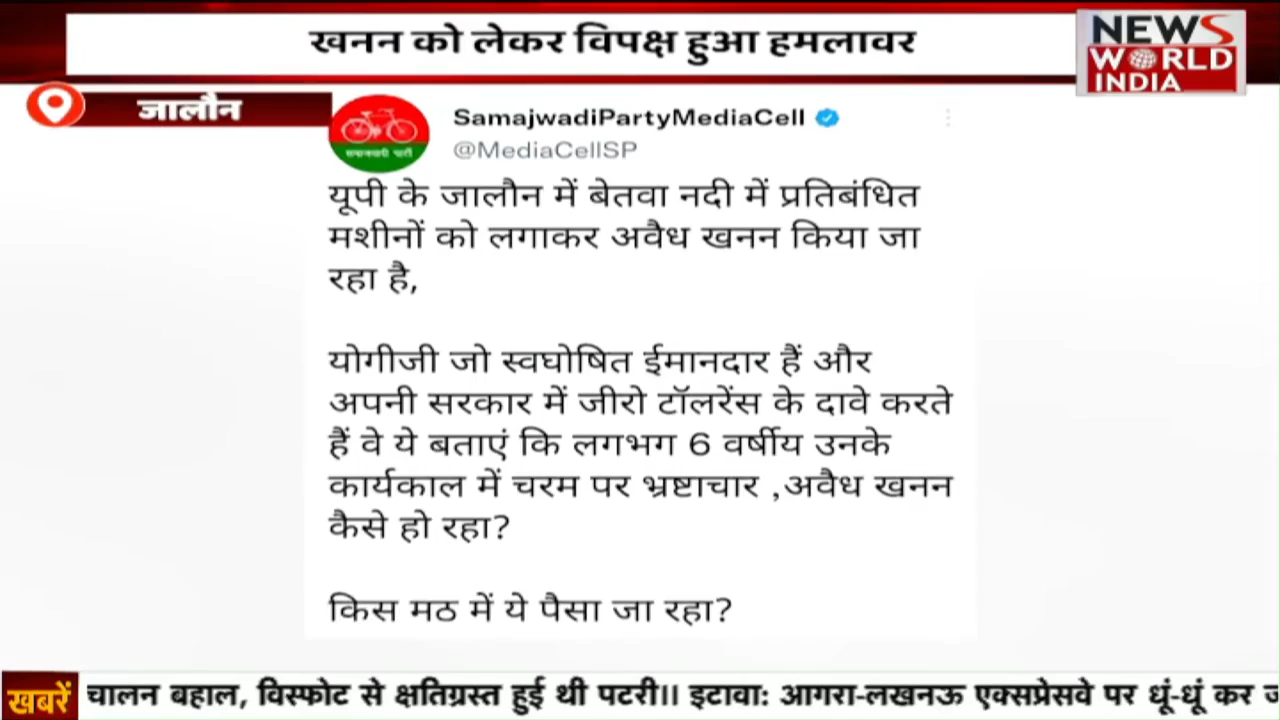 खनन को लेकर विपक्ष हुआ हमलावर
NEWS
WORLD
INDIA
जालौन
SamajwadiPartyMediaCell
@MediaCellSP
समाजवादी पार्टी
यूपी के जालौन में बेतवा नदी में प्रतिबंधित
मशीनों को लगाकर अवैध खनन किया जा
रहा है,
योगीजी जो स्वघोषित ईमानदार हैं और
अपनी सरकार में जीरो टॉलरेंस के दावे करते
हैं वे ये बताएं कि लगभग 6 वर्षीय उनके
कार्यकाल में चरम पर भ्रष्टाचार ,अवैध खनन
कैसे हो रहा?
किस मठ में ये पैसा जा रहा?
खबरें
चालन बहाल, विस्फोट से क्षतिग्रस्त हुई थी पटरी॥ इटावा: आगरा-लखनऊ एक्सप्रेसवे पर धूं-धूं कर